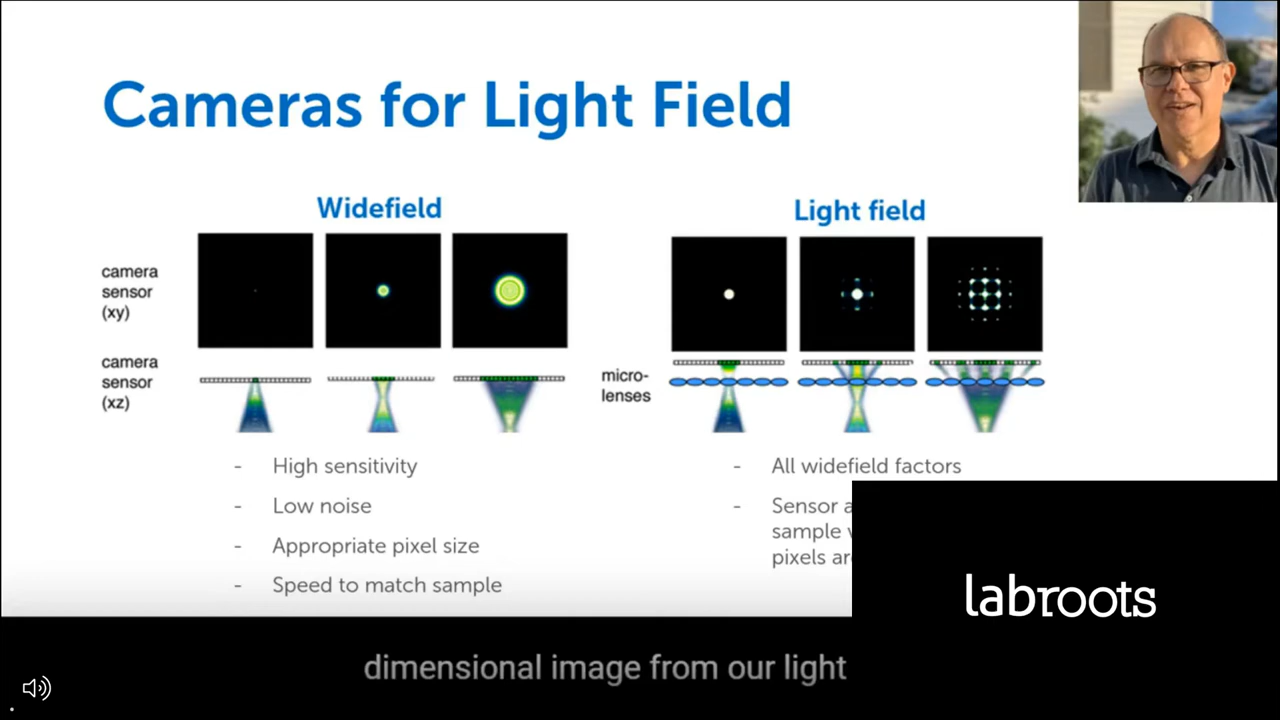 Cameras for Light Field
Widefield
Light field
camera
sensor
(xy)
camera
sensor
(xz)
micro-
lenses
- High sensitivity
- Low noise
- Appropriate pixel size
- Speed to match sample
- All widefield factors
- Sensor
sample
pixels
labroots
dimensional image from our light